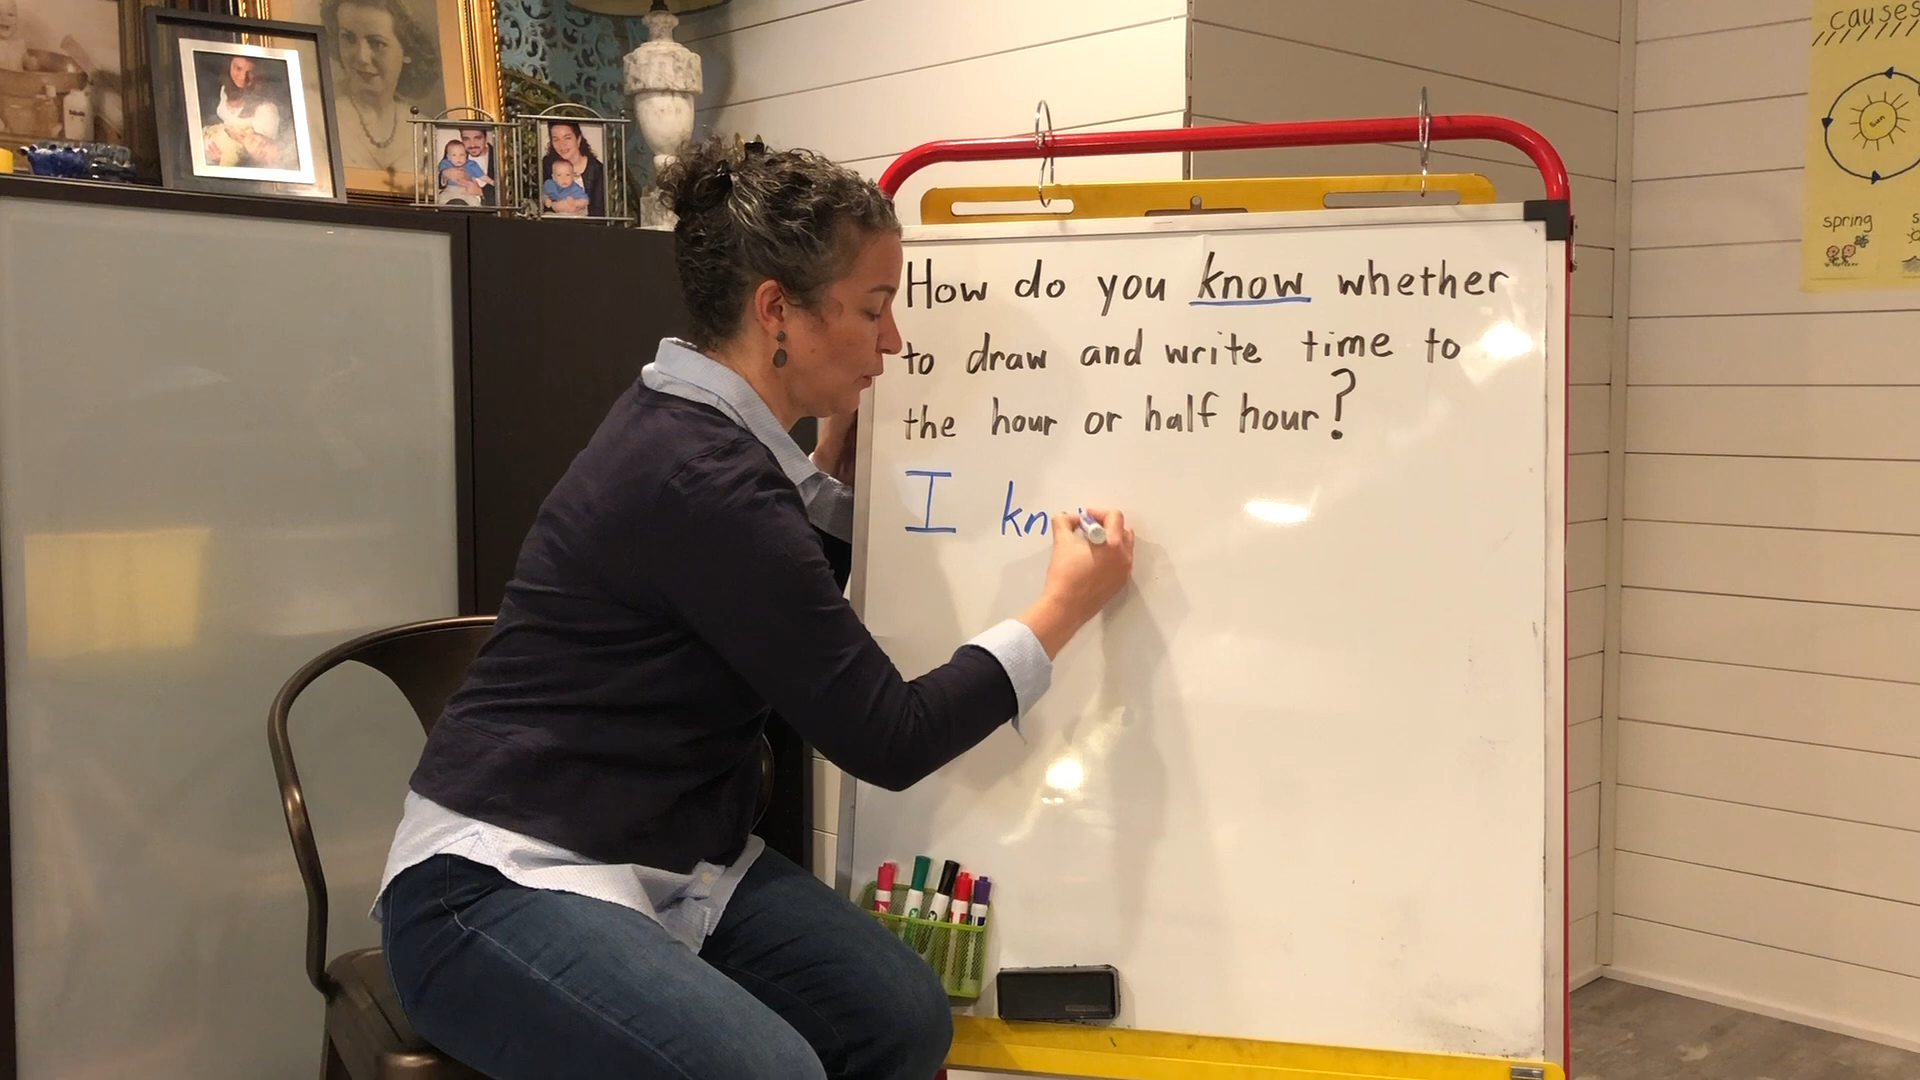 How do you know whether
to draw and write time to
the hour or half hour?
I kn
causes
Sun
spring